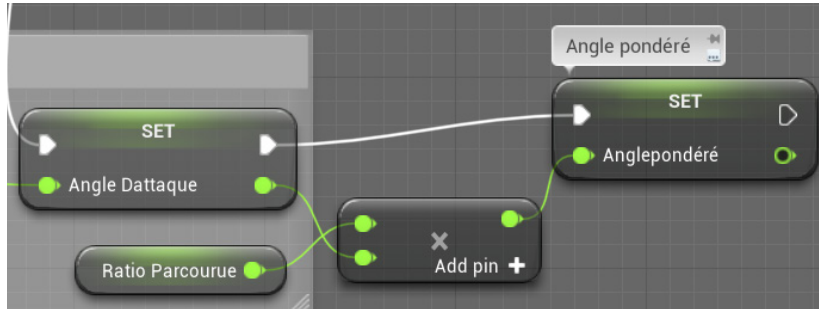 Angle pondéré
SET
SET
Anglepondéré
Angle Dattaque
Ratio Parcourue
Add pin